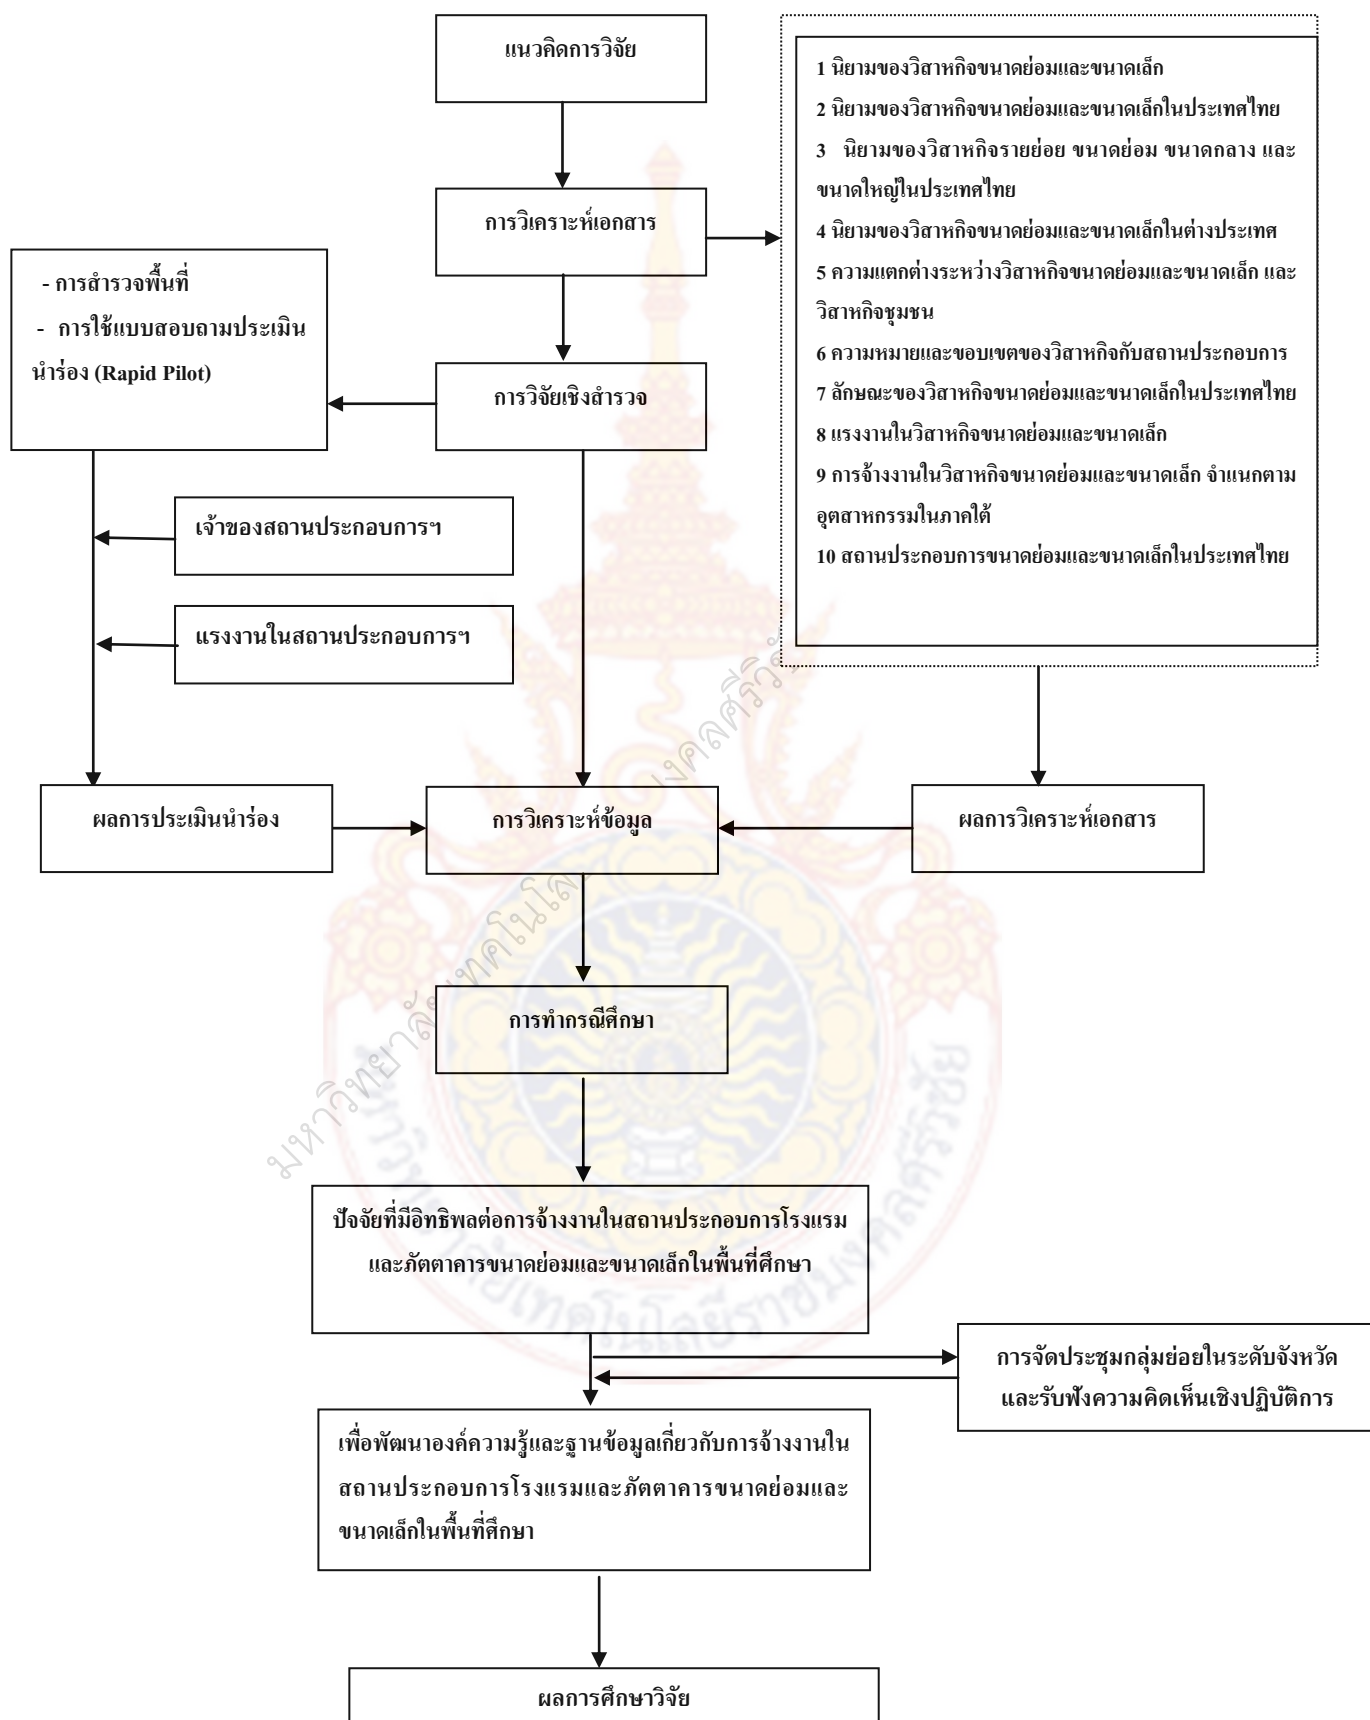 แนวคิดการวิจัย
การวิเคราะห์เอกสาร
1 นิยามของวิสาหกิจขนาดย่อมและขนาดเล็ก
2 นิยามของวิสาหกิจขนาดย่อมและขนาดเล็กในประเทศไทย
3 นิยามของวิสาหกิจรายย่อย ขนาดย่อม ขนาดกลาง และ
ขนาดใหญ่ในประเทศไทย
4 นิยามของวิสาหกิจขนาดย่อมและขนาดเล็กในต่างประเทศ
5 ความแตกต่างระหว่างวิสาหกิจขนาดย่อมและขนาดเล็ก และ
วิสาหกิจชุมชน
6 ความหมายและขอบเขตของวิสาหกิจกับสถานประกอบการ
7 ลักษณะของวิสาหกิจขนาดย่อมและขนาดเล็กในประเทศไทย
8 แรงงานในวิสาหกิจขนาดย่อมและขนาดเล็ก
9 การจ้างงานในวิสาหกิจขนาดย่อมและขนาดเล็ก จำแนกตาม
อุตสาหกรรมในภาคใต้
10 สถานประกอบการขนาดย่อมและขนาดเล็กในประเทศไทย
- การสำรวจพื้นที่
- การใช้แบบสอบถามประเมิน
นำร่อง (Rapid Pilot)
การวิจัยเชิงสำรวจ
เจ้าของสถานประกอบการฯ
แรงงานในสถานประกอบการฯ
ผลการประเมินนำร่อง
การวิเคราะห์ข้อมูล
ผลการวิเคราะห์เอกสาร
การทำกรณีศึกษา
ปัจจัยที่มีอิทธิพลต่อการจ้างงานในสถานประกอบการโรงแรม
และภัตตาคารขนาดย่อมและขนาดเล็กในพื้นที่ศึกษา
การจัดประชุมกลุ่มย่อยในระดับจังหวัด
และรับฟังความคิดเห็นเชิงปฏิบัติการ
เพื่อพัฒนาองค์ความรู้และฐานข้อมูลเกี่ยวกับการจ้างงานใน
สถานประกอบการโรงแรมและภัตตาคารขนาดย่อมและ
ขนาดเล็กในพื้นที่ศึกษา
ผลการศึกษาวิจัย